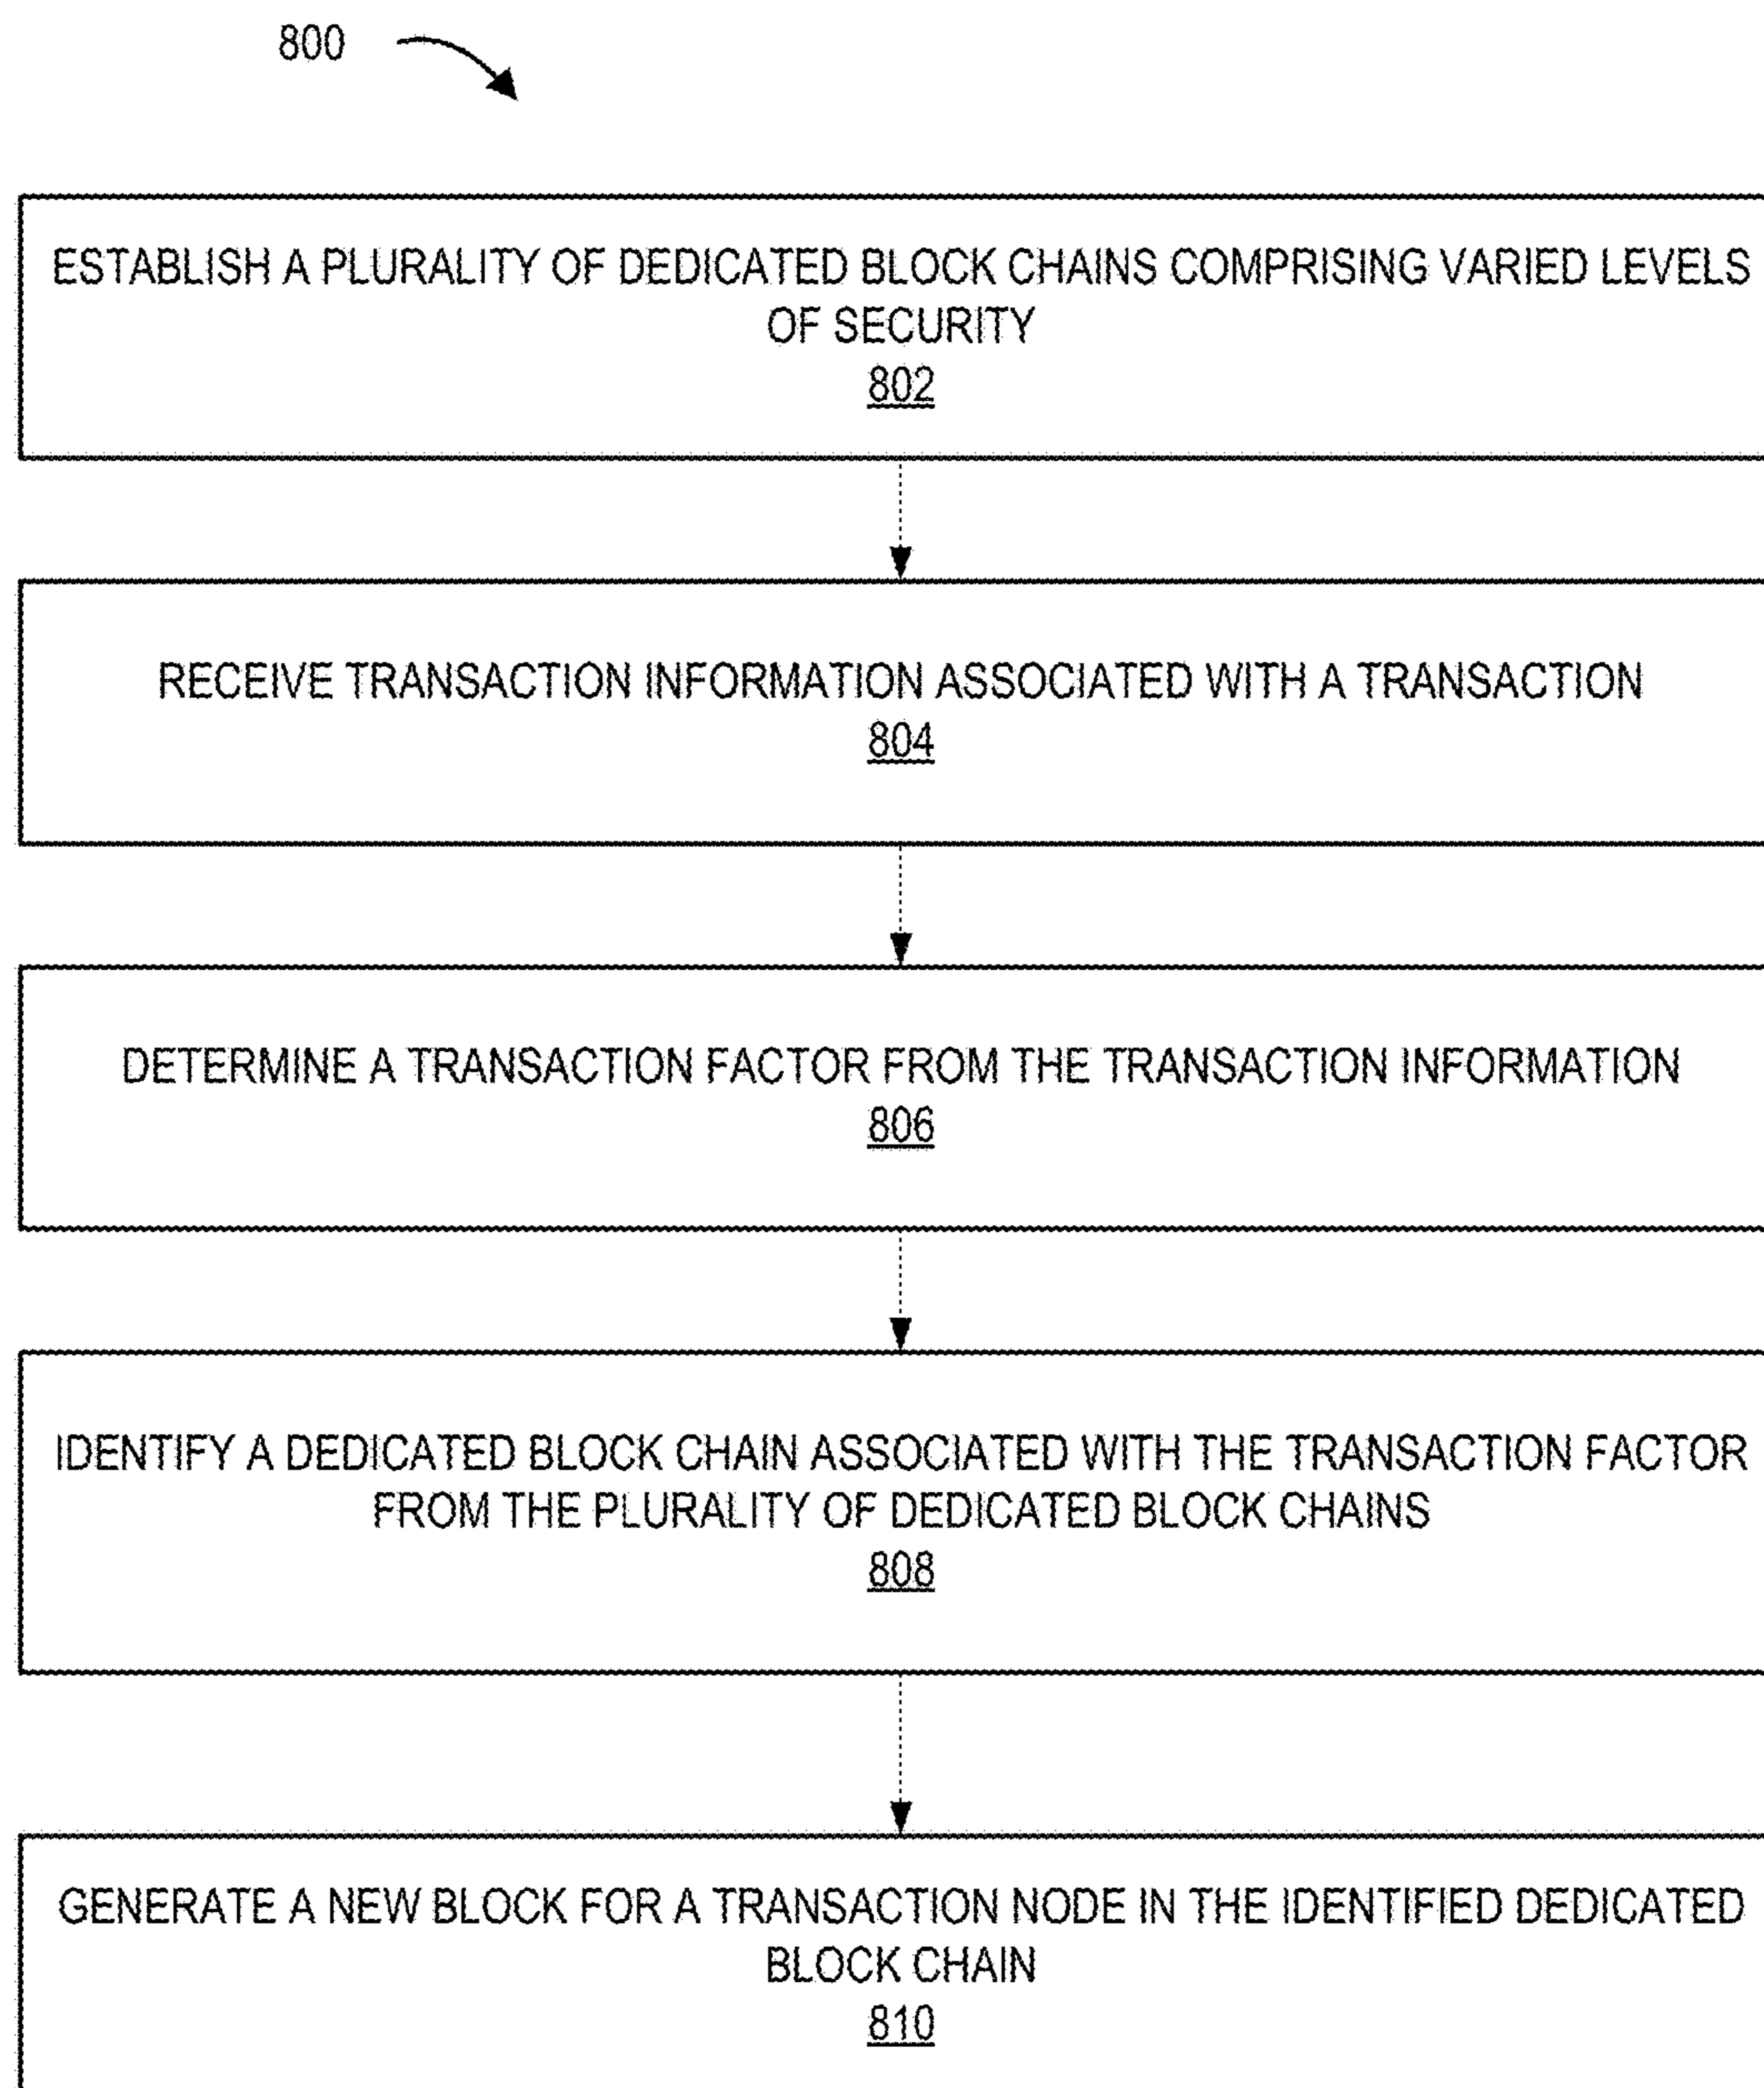 800
ESTABLISH A PLURALITY OF DEDICATED BLOCK CHAINS COMPRISING VARIED LEVELS
OF SECURITY
802
RECEIVE TRANSACTION INFORMATION ASSOCIATED WITH A TRANSACTION
804
DETERMINE A TRANSACTION FACTOR FROM THE TRANSACTION INFORMATION
806
IDENTIFY A DEDICATED BLOCK CHAIN ASSOCIATED WITH THE TRANSACTION FACTOR
FROM THE PLURALITY OF DEDICATED BLOCK CHAINS
808
GENERATE A NEW BLOCK FOR A TRANSACTION NODE IN THE IDENTIFIED DEDICATED
BLOCK CHAIN
810